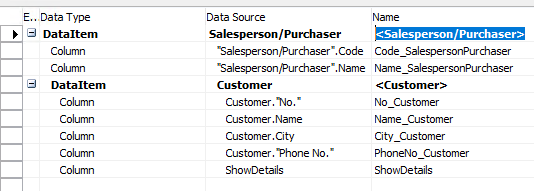 E... Data Type Data Source Name
DataItem Salesperson/Purchaser <Salesperson/Purchaser>
Column "Salesperson/Purchaser".Code Code_SalespersonPurchaser
Column "Salesperson/Purchaser".Name Name_SalespersonPurchaser
DataItem Customer <Customer>
Column Customer."No." No_Customer
Column Customer.Name Name_Customer
Column Customer.City City_Customer
Column Customer."Phone No." PhoneNo_Customer
Column ShowDetails ShowDetails